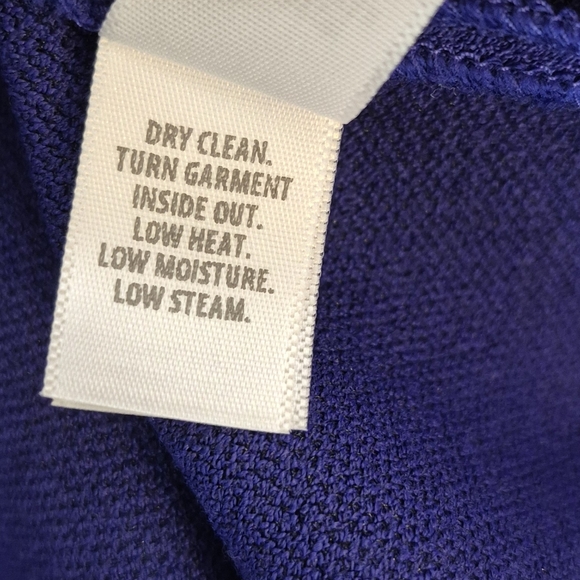 DRY CLEAN.
TURN GARMENT
INSIDE OUT.
LOW HEAT.
LOW MOISTURE.
LOW STEAM.